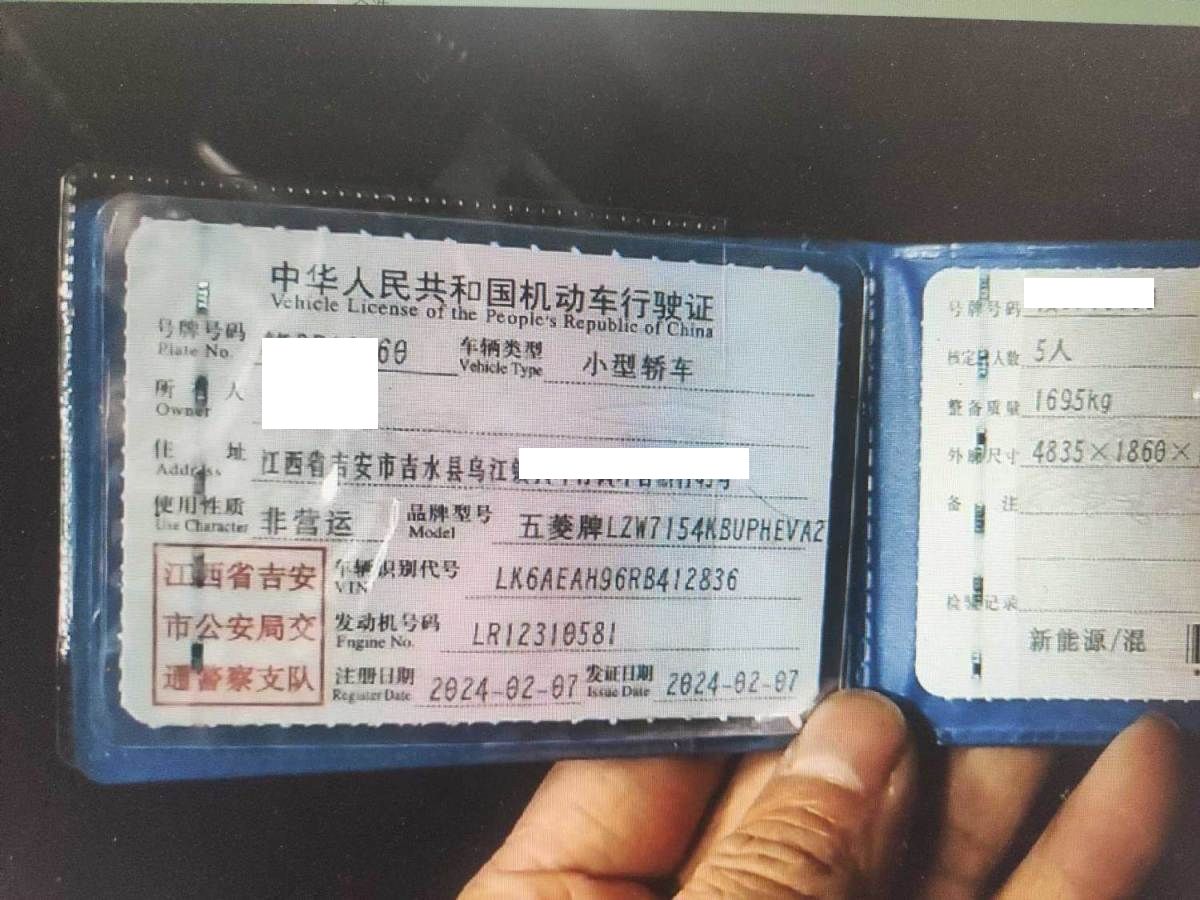 中华人民共和国机动车行驶证
Vehicle License of the People's Republic of China
号牌号码 60 车辆类型 小型轿车
Plate No. Vehicle Type
所 人
Owner
住 址 江西省吉安市吉水县乌江
Address
使用性质 非营运 品牌型号 五菱牌LZW7154KBUPHEVA2
Use Character Model
江西省吉安
市公安局交
通警察支队
车辆识别代号 LK6AEAH96RB412836
VIN
发动机号码 LR12310581
Engine No.
注册日期 2024-02-07 发证日期 2024-02-07
Register Date Issue Date
号牌号码
核定人数 5人
整备质量 1695kg
外廓尺寸 4835×1860×
备 注
检验记录
新能源/混